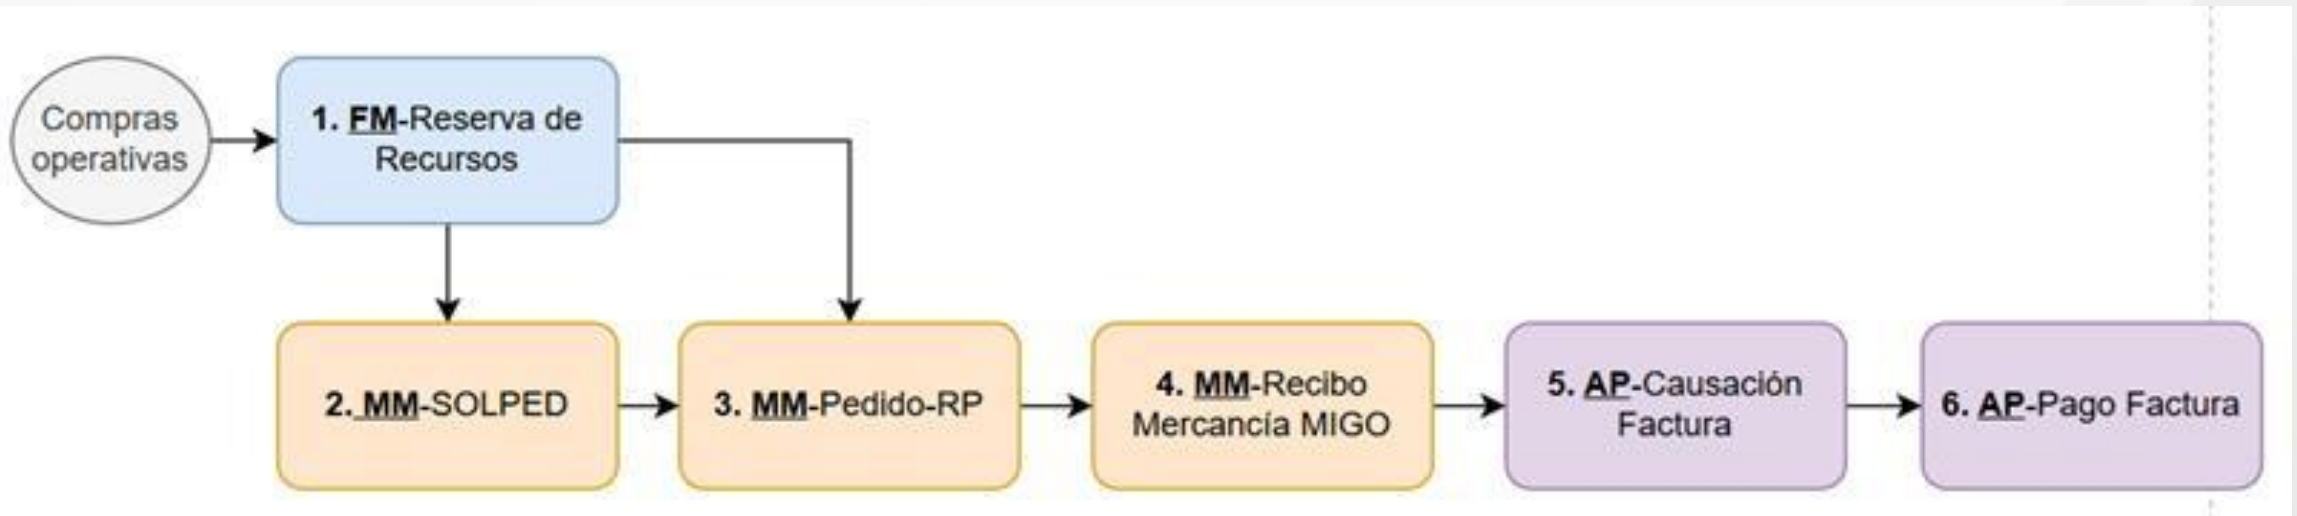 Compras
operativas
1. FM-Reserva de
Recursos
2. MM-SOLPED
3. MM-Pedido-RP
4. MM-Recibo
Mercancía MIGO
5. AP-Causación
Factura
6. AP-Pago Factura